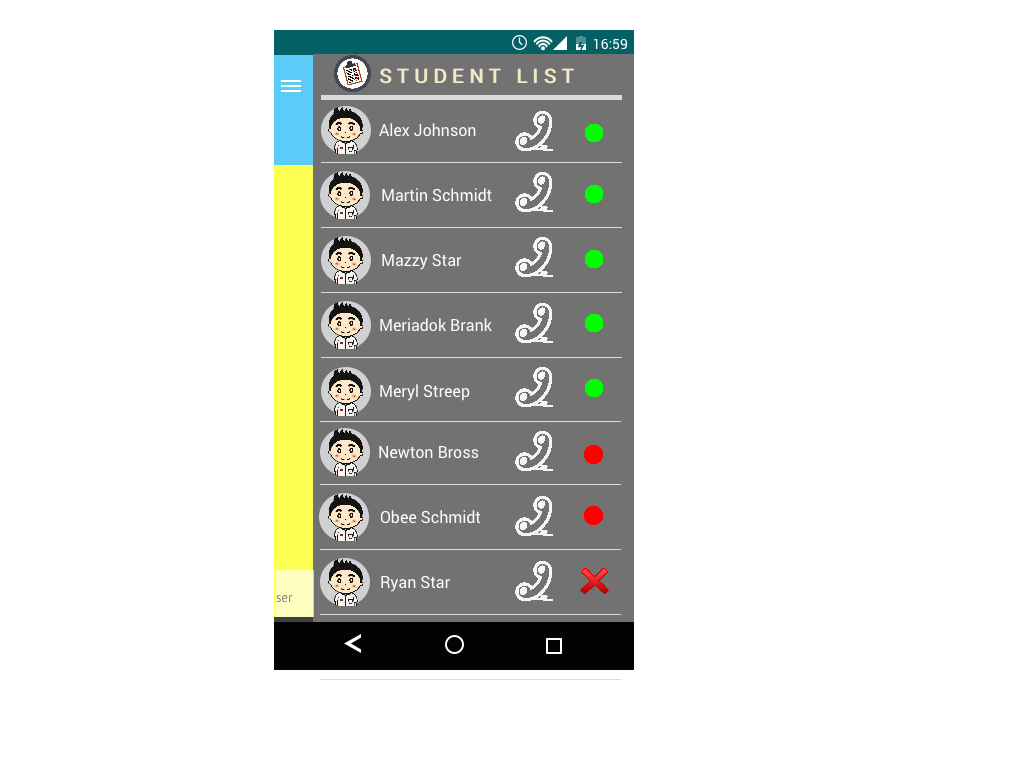 16:59
STUDENT LIST
Alex Johnson
Martin Schmidt
Mazzy Star
Meriadok Brank
Meryl Streep
Newton Bross
Obee Schmidt
Ryan Star
ser